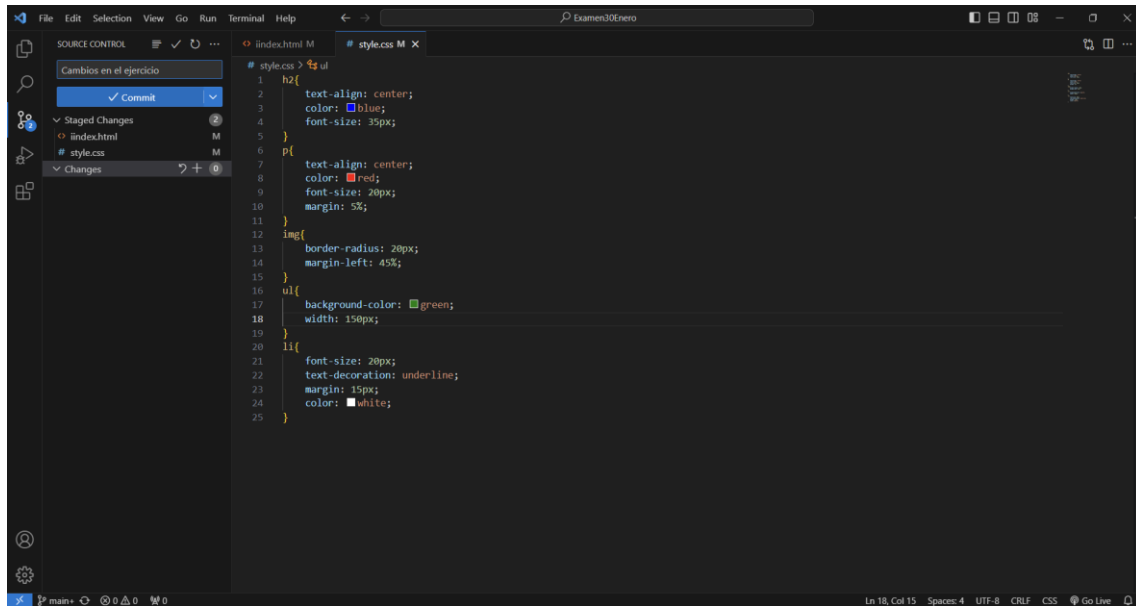 File Edit Selection View Go Run Terminal Help
Examen30Enero
SOURCE CONTROL
Cambios en el ejercicio
Commit
Staged Changes 2
iindex.html M
# style.css M
Changes 0
2
iindex.html M
# style.css M
# style.css > ul
1 h2{
2 text-align: center;
3 color: blue;
4 font-size: 35px;
5 }
6 p{
7 text-align: center;
8 color: red;
9 font-size: 20px;
10 margin: 5%;
11 }
12 img{
13 border-radius: 20px;
14 margin-left: 45%;
15 }
16 ul{
17 background-color: green;
18 width: 150px;
19 }
20 li{
21 font-size: 20px;
22 text-decoration: underline;
23 margin: 15px;
24 color: white;
25 }
main+ 0 0 0 Ln 18, Col 15 Spaces: 4 UTF-8 CRLF CSS Go Live